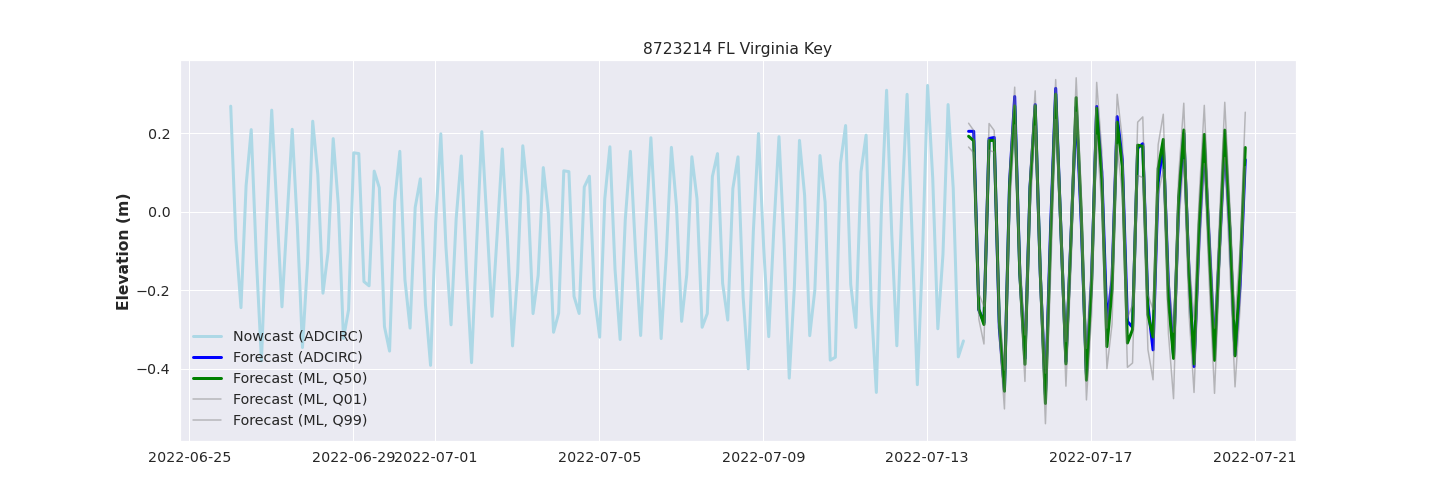 8723214 FL Virginia Key
Elevation (m)
0.2
0.0
−0.2
−0.4
Nowcast (ADCIRC)
Forecast (ADCIRC)
Forecast (ML, Q50)
Forecast (ML, Q01)
Forecast (ML, Q99)
2022-06-25 2022-06-29 2022-07-01 2022-07-05 2022-07-09 2022-07-13 2022-07-17 2022-07-21